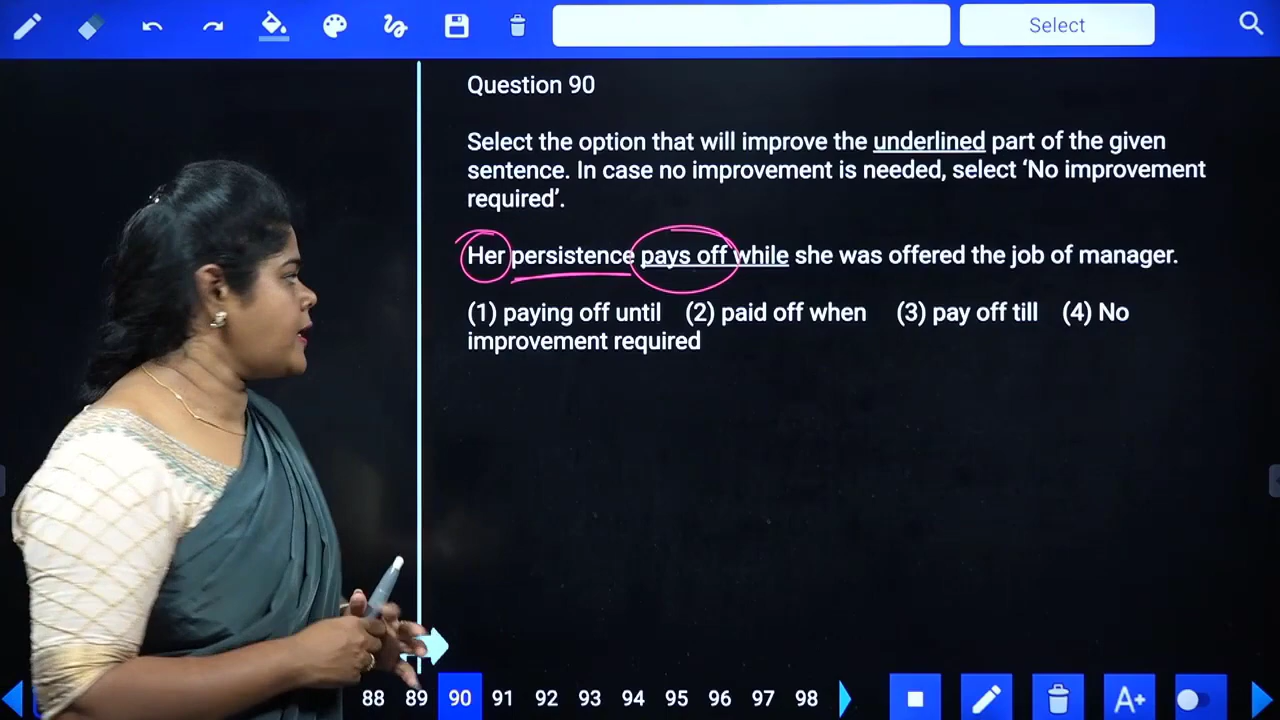 Select
Question 90
Select the option that will improve the underlined part of the given
sentence. In case no improvement is needed, select ‘No improvement
required’.
Her persistence pays off while she was offered the job of manager.
(1) paying off until (2) paid off when (3) pay off till (4) No
improvement required
88 89 90 91 92 93 94 95 96 97 98
A+